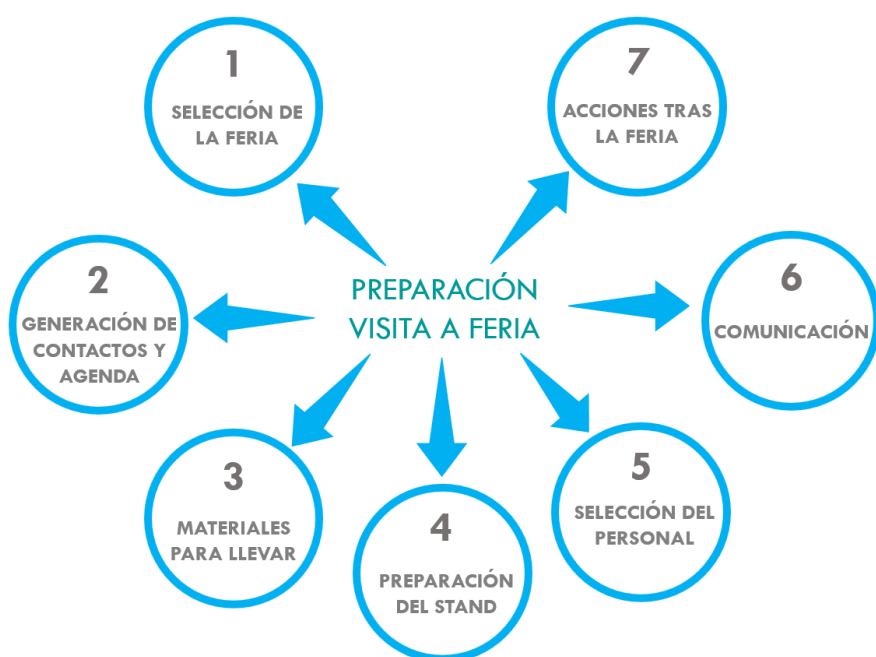 1
SELECCIÓN DE
LA FERIA
2
GENERACIÓN DE
CONTACTOS Y
AGENDA
3
MATERIALES
PARA LLEVAR
4
PREPARACIÓN
DEL STAND
5
SELECCIÓN DEL
PERSONAL
6
COMUNICACIÓN
7
ACCIONES TRAS
LA FERIA
PREPARACIÓN
VISITA A FERIA